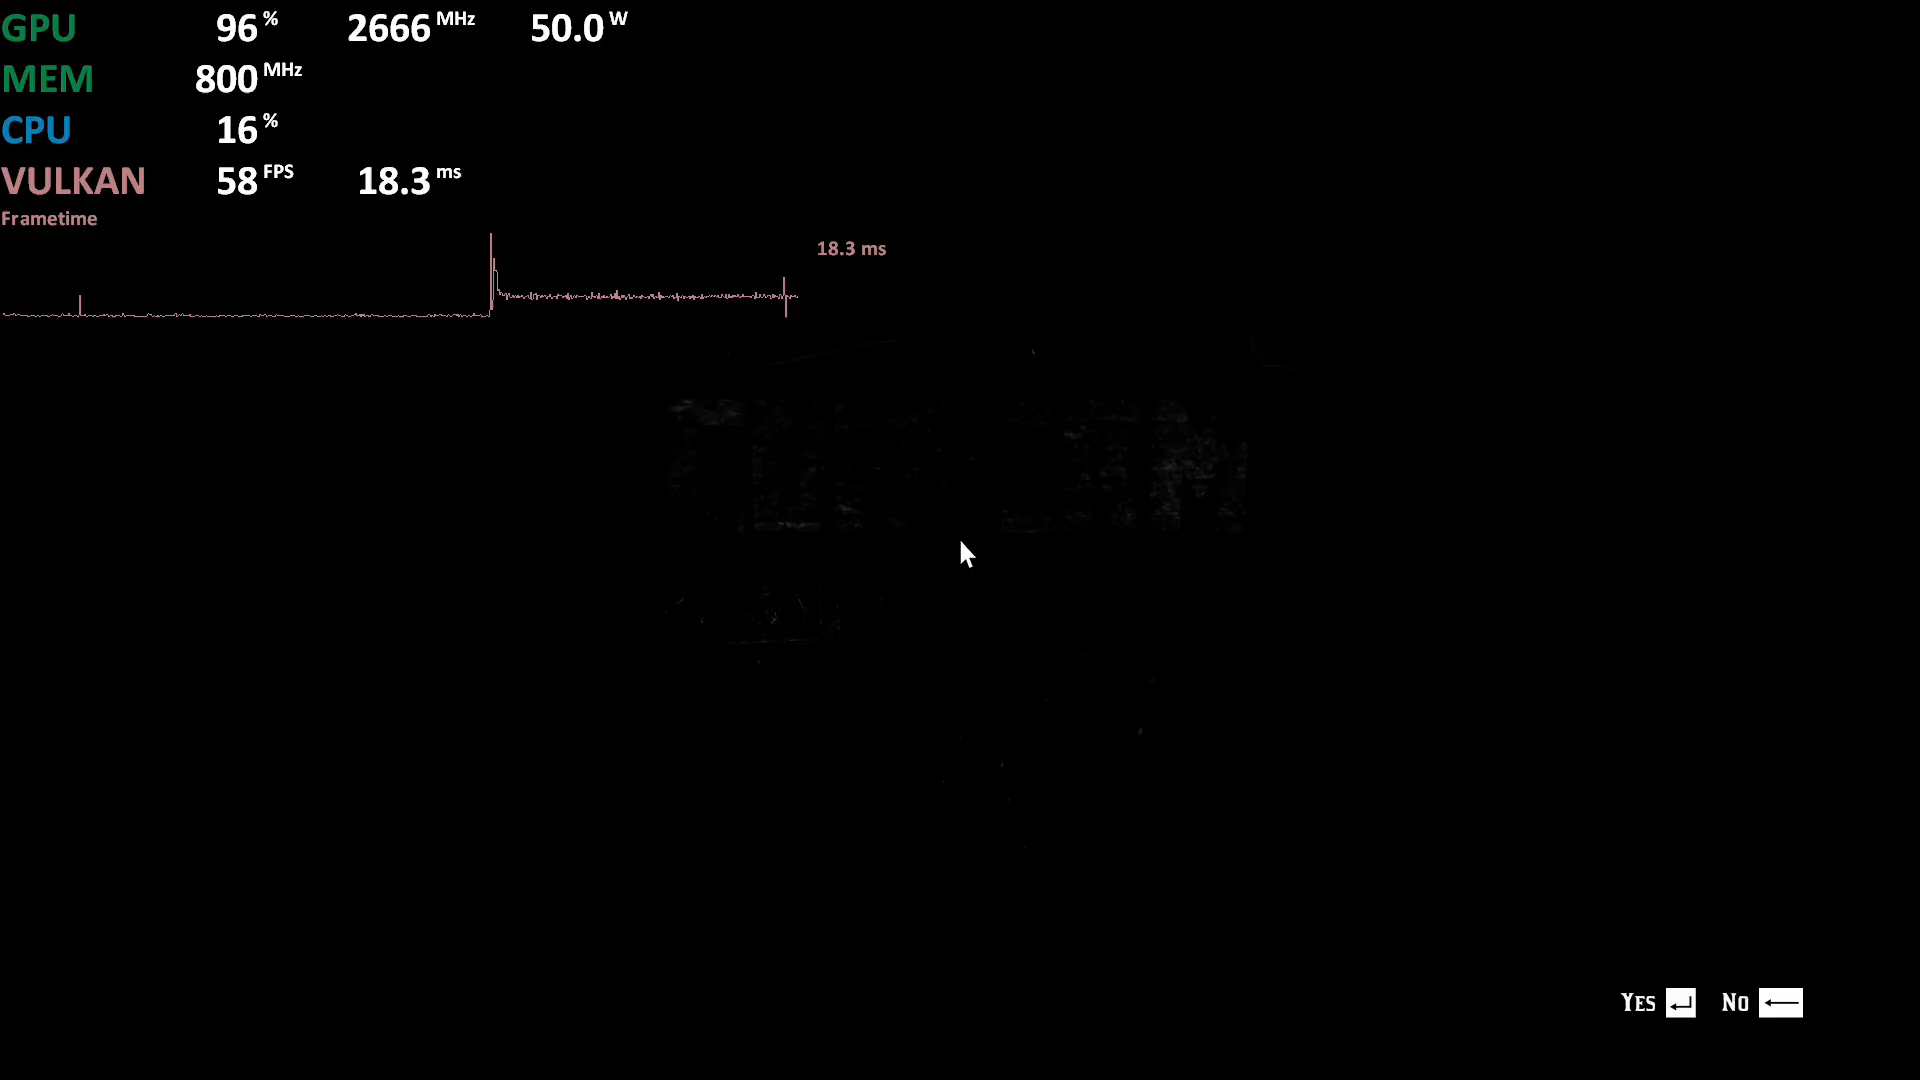 GPU 96 % 2666 MHz 50.0 W
MEM 800 MHz
CPU 16 %
VULKAN 58 FPS 18.3 ms
Frametime
18.3 ms
YES NO